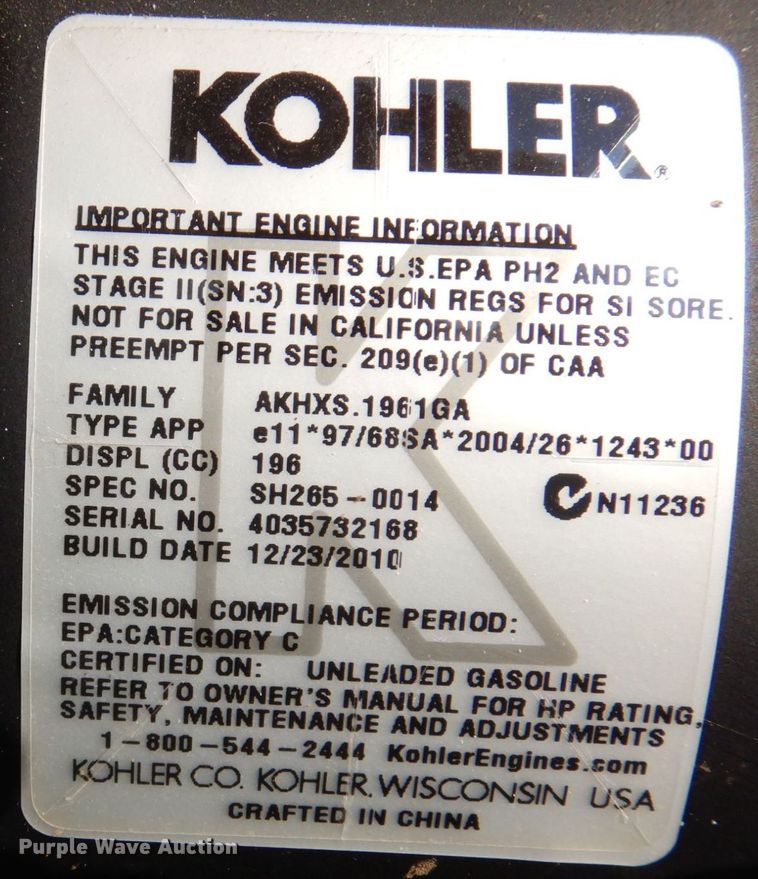 KOHLER®
IMPORTANT ENGINE INFORMATION
THIS ENGINE MEETS U.S.EPA PH2 AND EC
STAGE II(SN:3) EMISSION REGS FOR SI SORE.
NOT FOR SALE IN CALIFORNIA UNLESS
PREEMPT PER SEC. 209(e)(1) OF CAA
FAMILY AKHXS.1961GA
TYPE APP e11*97/68SA*2004/26*1243*00
DISPL (CC) 196
SPEC NO. SH265-0014 N11236
SERIAL NO. 4035732168
BUILD DATE 12/23/2010
EMISSION COMPLIANCE PERIOD:
EPA:CATEGORY C
CERTIFIED ON: UNLEADED GASOLINE
REFER TO OWNER'S MANUAL FOR HP RATING,
SAFETY, MAINTENANCE AND ADJUSTMENTS
1-800-544-2444 KohlerEngines.com
KOHLER CO. KOHLER, WISCONSIN USA
CRAFTED IN CHINA
Purple Wave Auction